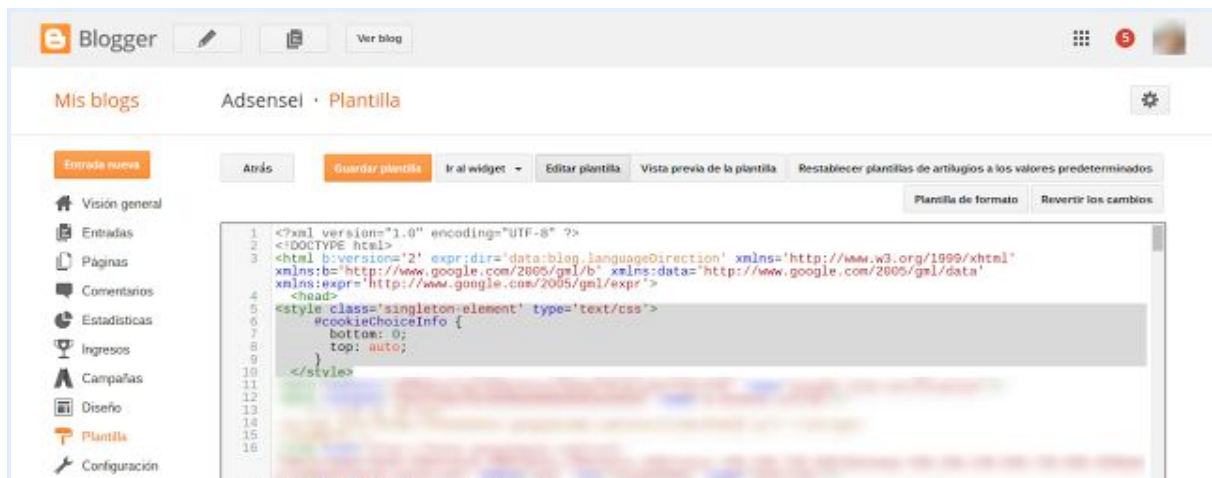 Blogger
Ver blog
5
Mis blogs
Adsensei · Plantilla
Entrada nueva
Atrás
Guardar plantilla
Ir al widget
Editar plantilla
Vista previa de la plantilla
Restablecer plantillas de artilugios a los valores predeterminados
Plantilla de formato
Revertir los cambios
Visión general
Entradas
Páginas
Comentarios
Estadísticas
Ingresos
Campañas
Diseño
Plantilla
Configuración
1 <?xml version="1.0" encoding="UTF-8" ?>
2 <!DOCTYPE html>
3 <html b:version='2' expr:dir='data:blog.languageDirection' xmlns='http://www.w3.org/1999/xhtml'
xmlns:b='http://www.google.com/2005/gml/b' xmlns:data='http://www.google.com/2005/gml/data'
xmlns:expr='http://www.google.com/2005/gml/expr'>
4 <head>
5 <style class='singleton-element' type='text/css'>
6 #cookieChoiceInfo {
7 bottom: 0;
8 top: auto;
9 }
10 </style>
11
12
13
14
15
16